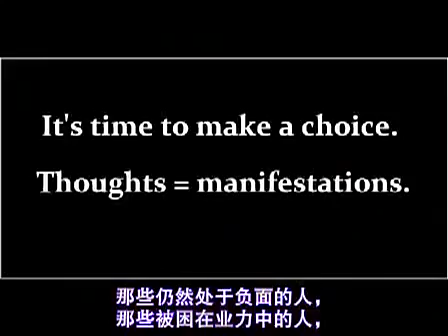 It's time to make a choice.
Thoughts = manifestations.
那些仍然处于负面的人，
那些被困在业力中的人，